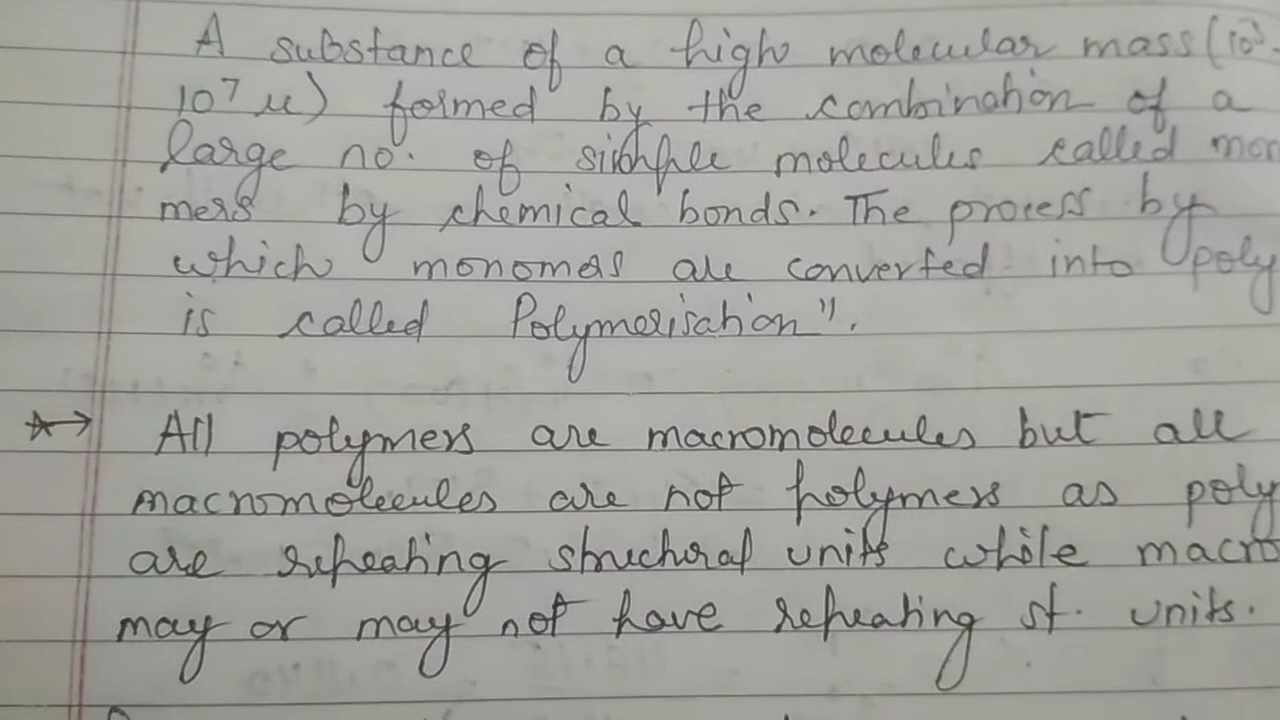 A substance of a high molecular mass (10³-
10⁷ u) formed by the combination of a
large no. of simple molecules called mon
mers by chemical bonds. The process by
which monomers are converted into poly
is called Polymerisation".
All polymers are macromolecules but all
macromolecules are not polymers as poly
are repeating structural units while macro
may or may not have repeating st. units.